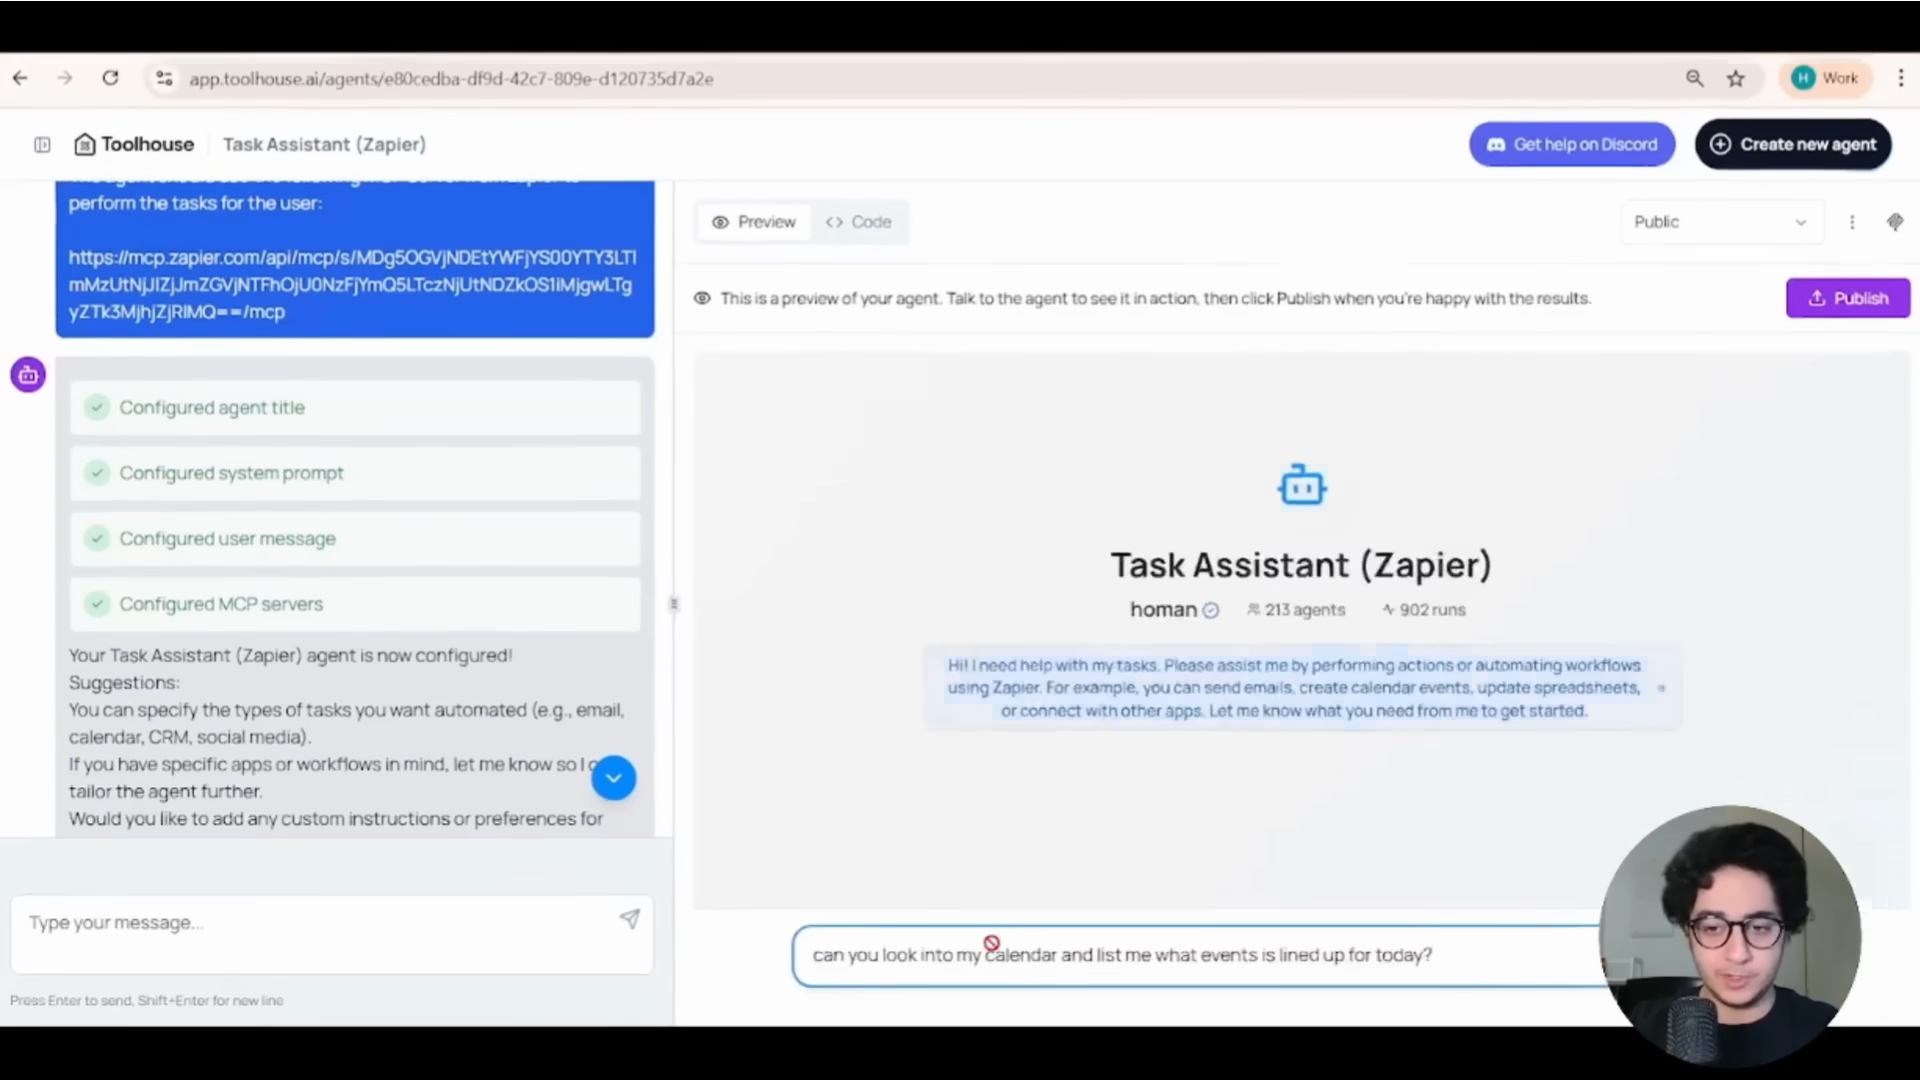 app.toolhouse.ai/agents/e80cedba-df9d-42c7-809e-d120735d7a2e
H Work
Toolhouse
Task Assistant (Zapier)
Get help on Discord
Create new agent
perform the tasks for the user:
Preview
Code
Public
This is a preview of your agent. Talk to the agent to see it in action, then click Publish when you're happy with the results.
Publish
Configured agent title
Configured system prompt
Configured user message
Configured MCP servers
Your Task Assistant (Zapier) agent is now configured!
Suggestions:
You can specify the types of tasks you want automated (e.g., email,
calendar, CRM, social media).
If you have specific apps or workflows in mind, let me know so I
tailor the agent further.
Would you like to add any custom instructions or preferences for
Type your message...
Press Enter to send, Shift+Enter for new line
Task Assistant (Zapier)
homan
213 agents
902 runs
Hi! I need help with my tasks. Please assist me by performing actions or automating workflows
using Zapier. For example, you can send emails, create calendar events, update spreadsheets,
or connect with other apps. Let me know what you need from me to get started.
can you look into my calendar and list me what events is lined up for today?